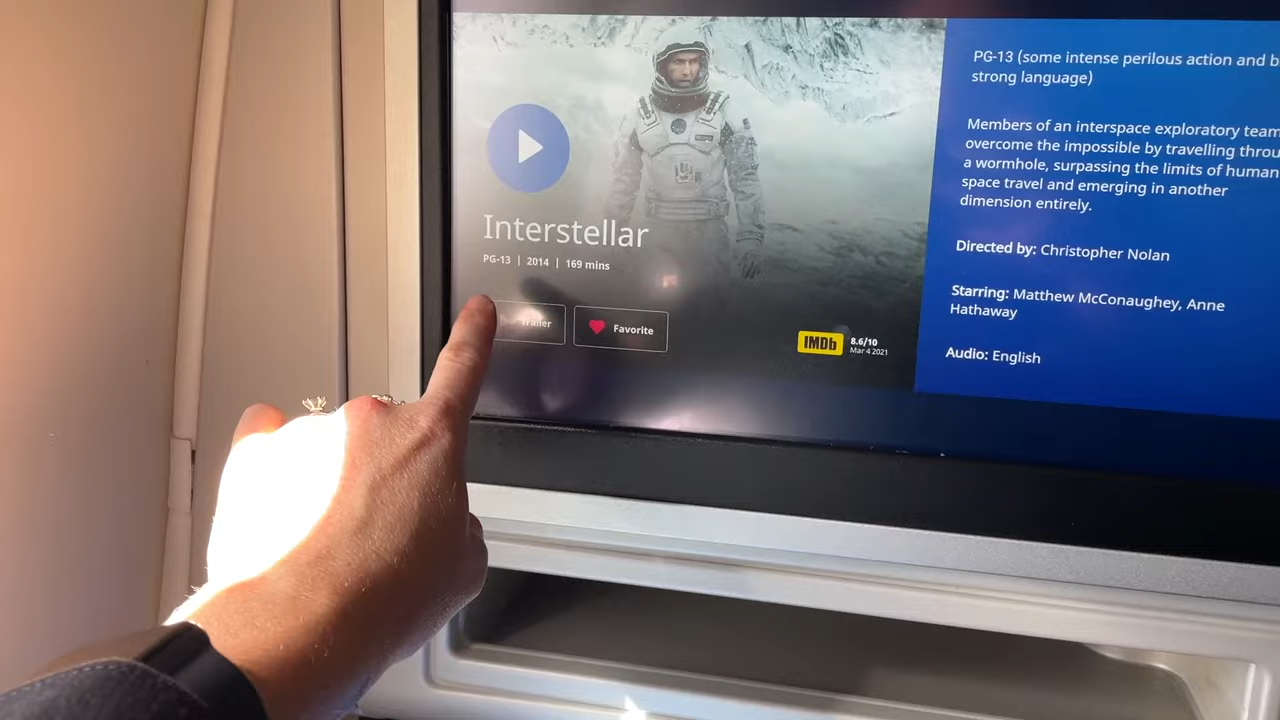 Interstellar
PG-13 | 2014 | 169 mins
Trailer
Favorite
IMDb
8.6/10
Mar 4 2021
PG-13 (some intense perilous action and b
strong language)
Members of an interspace exploratory team
overcome the impossible by travelling throu
a wormhole, surpassing the limits of human
space travel and emerging in another
dimension entirely.
Directed by: Christopher Nolan
Starring: Matthew McConaughey, Anne
Hathaway
Audio: English